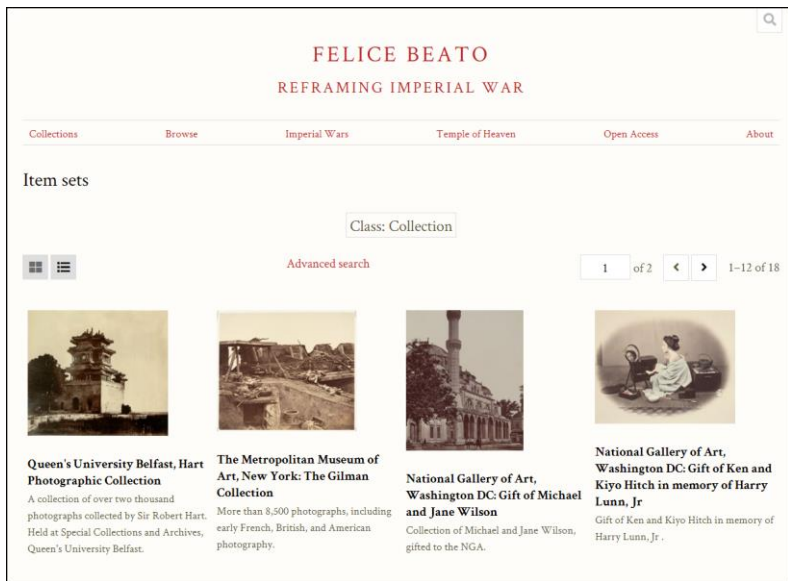 FELICE BEATO
REFRAMING IMPERIAL WAR
Collections Browse Imperial Wars Temple of Heaven Open Access About
Item sets
Class: Collection
Advanced search 1 of 2 1–12 of 18
Queen's University Belfast, Hart
Photographic Collection
A collection of over two thousand
photographs collected by Sir Robert Hart.
Held at Special Collections and Archives,
Queen's University Belfast.
The Metropolitan Museum of
Art, New York: The Gilman
Collection
More than 8,500 photographs, including
early French, British, and American
photography.
National Gallery of Art,
Washington DC: Gift of Michael
and Jane Wilson
Collection of Michael and Jane Wilson,
gifted to the NGA.
National Gallery of Art,
Washington DC: Gift of Ken and
Kiyo Hitch in memory of Harry
Lunn, Jr
Gift of Ken and Kiyo Hitch in memory of
Harry Lunn, Jr .